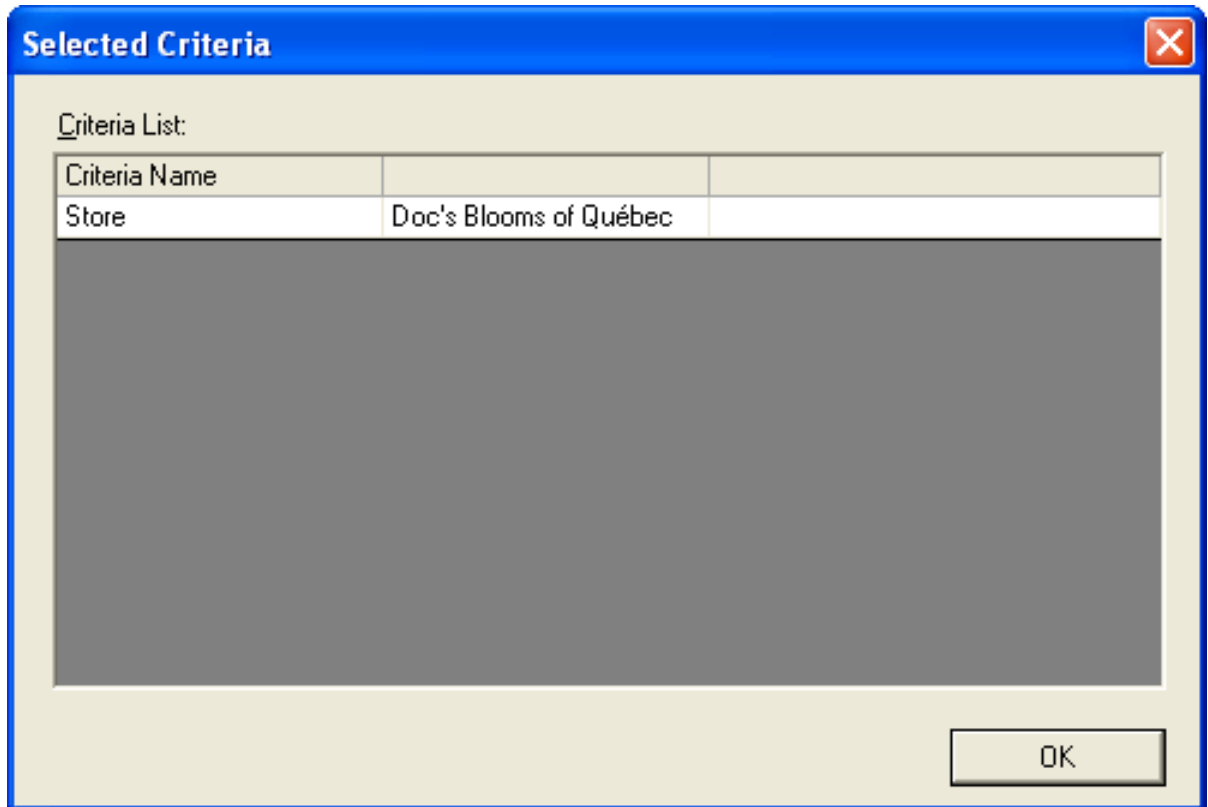 Selected Criteria
Criteria List:
Criteria Name
Store Doc's Blooms of Québec
OK